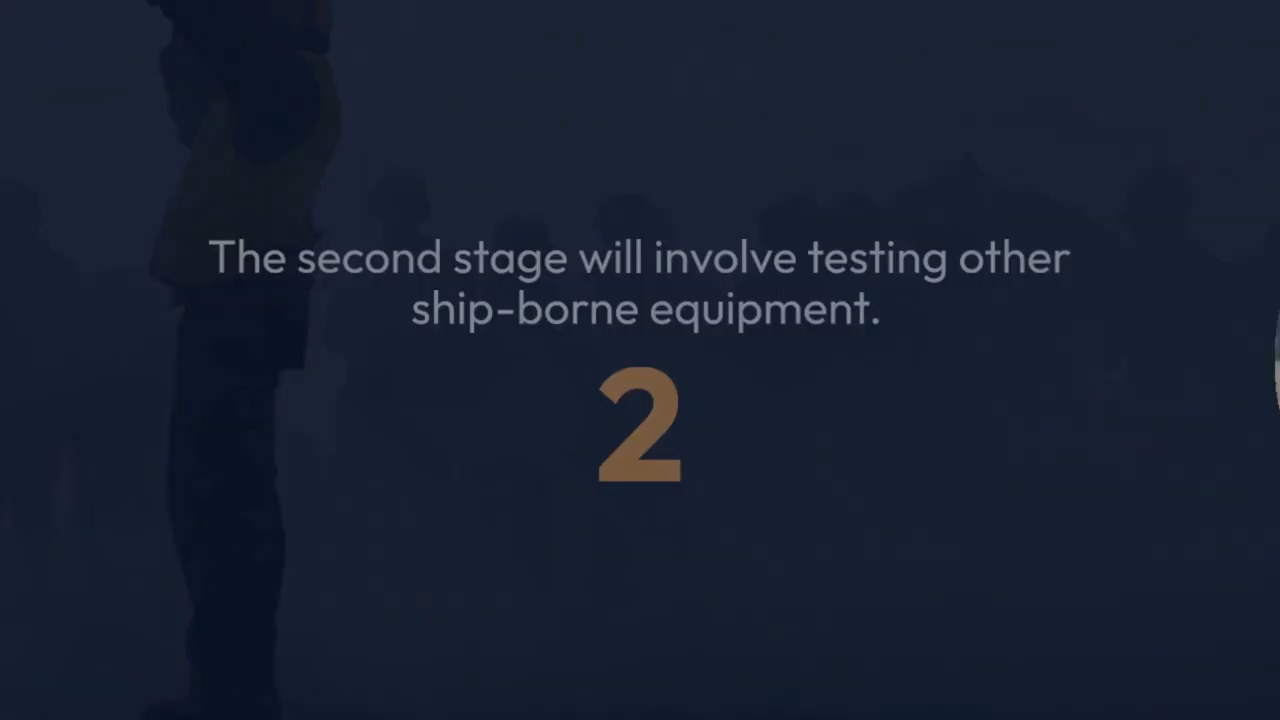 The second stage will involve testing other
ship-borne equipment.
2